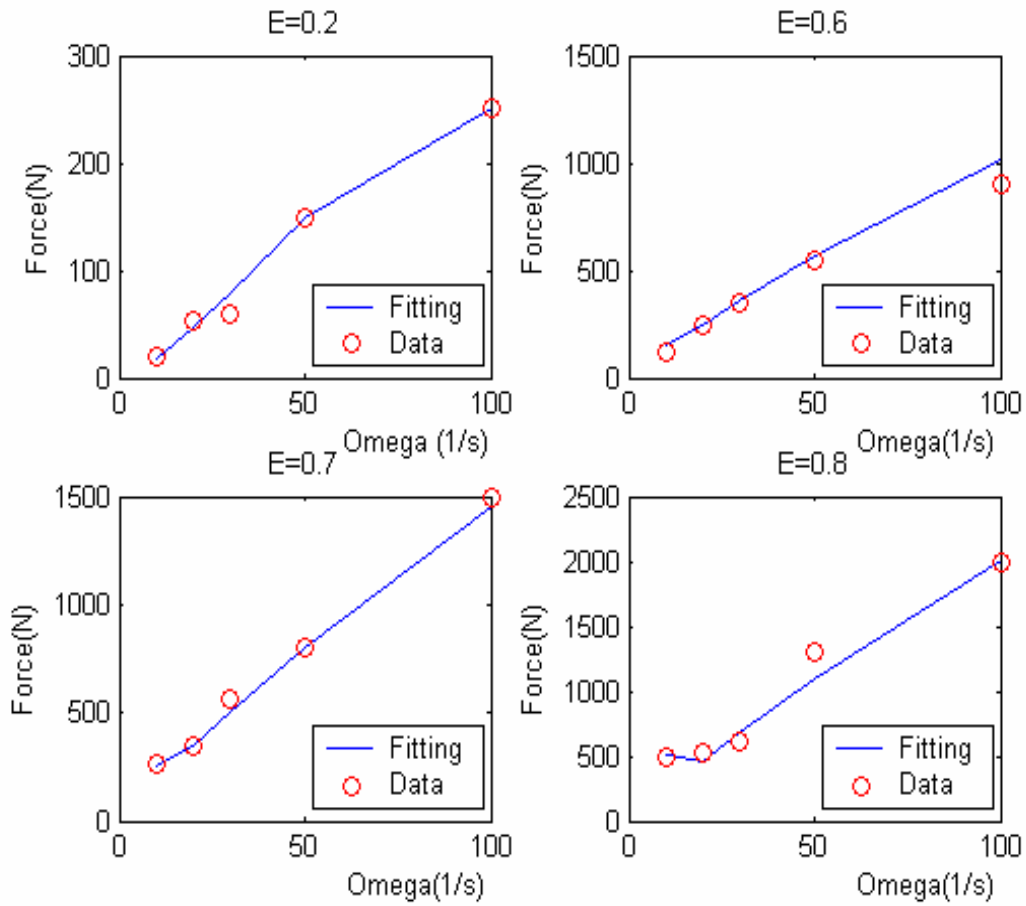 E=0.2
300
200
100
0
Force(N)
Fitting
Data
0 50 100
Omega (1/s)
E=0.6
1500
1000
500
0
Force(N)
Fitting
Data
0 50 100
Omega(1/s)
E=0.7
1500
1000
500
0
Force(N)
Fitting
Data
0 50 100
Omega(1/s)
E=0.8
2500
2000
1500
1000
500
0
Force(N)
Fitting
Data
0 50 100
Omega(1/s)